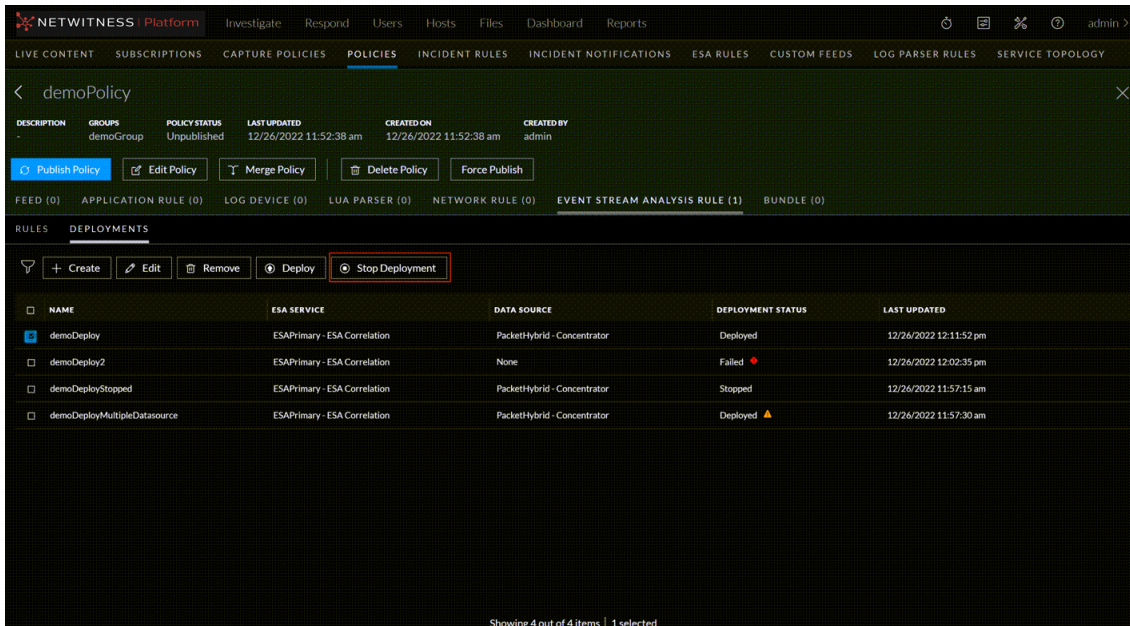 NETWITNESS Platform Investigate Respond Users Hosts Files Dashboard Reports admin >
LIVE CONTENT SUBSCRIPTIONS CAPTURE POLICIES POLICIES INCIDENT RULES INCIDENT NOTIFICATIONS ESA RULES CUSTOM FEEDS LOG PARSER RULES SERVICE TOPOLOGY
demoPolicy
DESCRIPTION GROUPS POLICY STATUS LAST UPDATED CREATED ON CREATED BY
- demoGroup Unpublished 12/26/2022 11:52:38 am 12/26/2022 11:52:38 am admin
Publish Policy Edit Policy Merge Policy Delete Policy Force Publish
FEED (0) APPLICATION RULE (0) LOG DEVICE (0) LUA PARSER (0) NETWORK RULE (0) EVENT STREAM ANALYSIS RULE (1) BUNDLE (0)
RULES DEPLOYMENTS
+ Create Edit Remove Deploy Stop Deployment
NAME ESA SERVICE DATA SOURCE DEPLOYMENT STATUS LAST UPDATED
demoDeploy ESAPrimary - ESA Correlation PacketHybrid - Concentrator Deployed 12/26/2022 12:11:52 pm
demoDeploy2 ESAPrimary - ESA Correlation None Failed 12/26/2022 12:02:35 pm
demoDeployStopped ESAPrimary - ESA Correlation PacketHybrid - Concentrator Stopped 12/26/2022 11:57:15 am
demoDeployMultipleDatasource ESAPrimary - ESA Correlation PacketHybrid - Concentrator Deployed 12/26/2022 11:57:30 am
Showing 4 out of 4 items | 1 selected